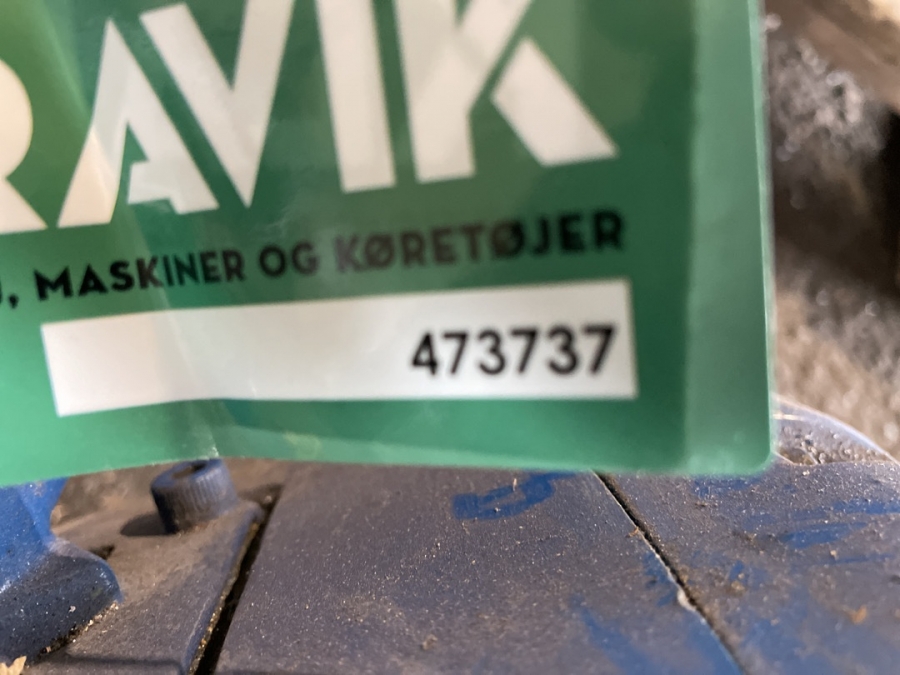 RAVIK
, MASKINER OG KØRETØJER
473737